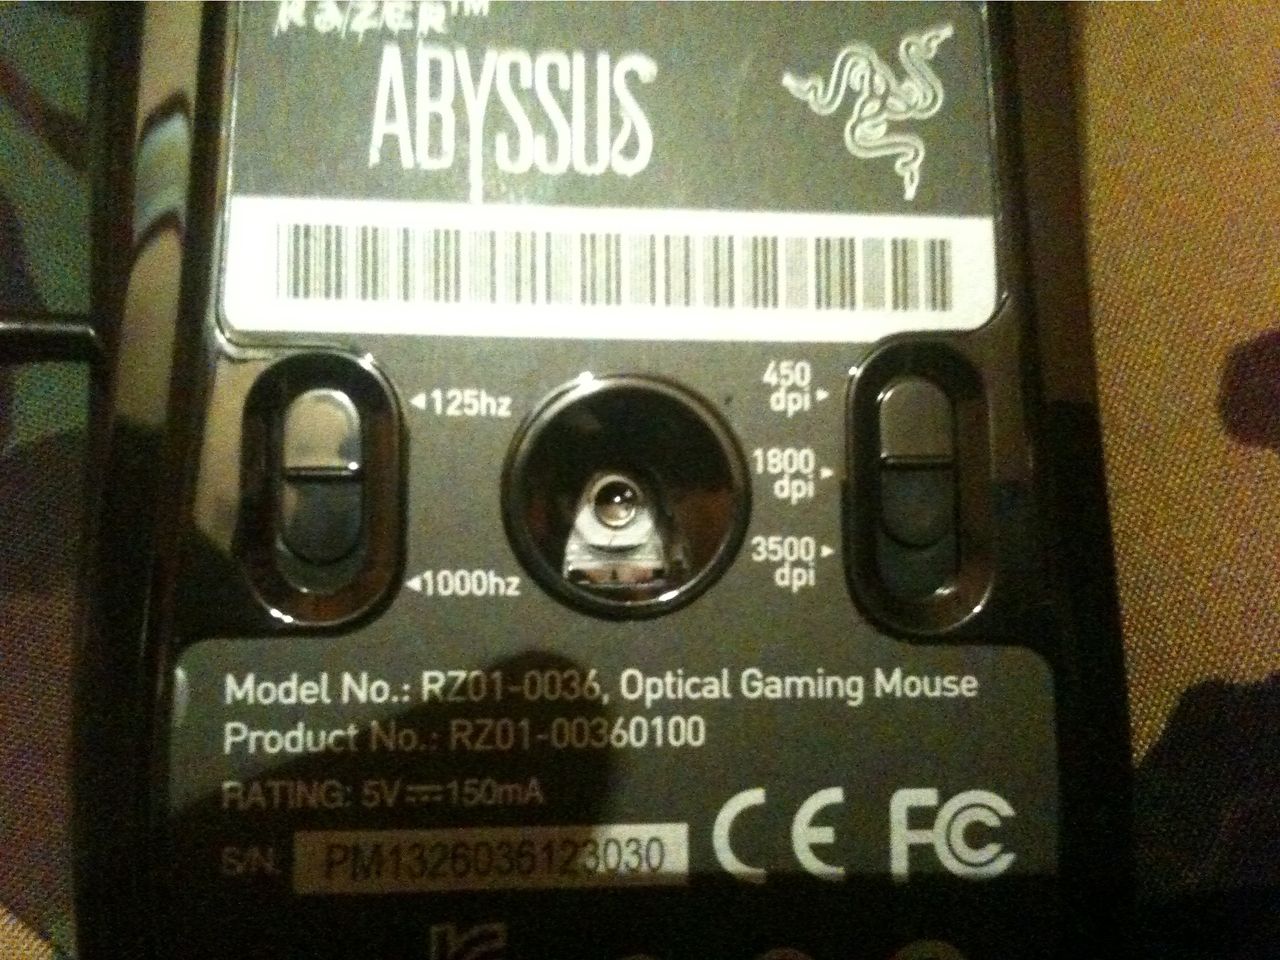 RAZER™
ABYSSUS
◄125hz
◄1000hz
450 dpi►
1800 dpi►
3500 dpi►
Model No.: RZ01-0036, Optical Gaming Mouse
Product No.: RZ01-00360100
RATING: 5V⎓150mA
S/N. PM1326036123030
CE FC